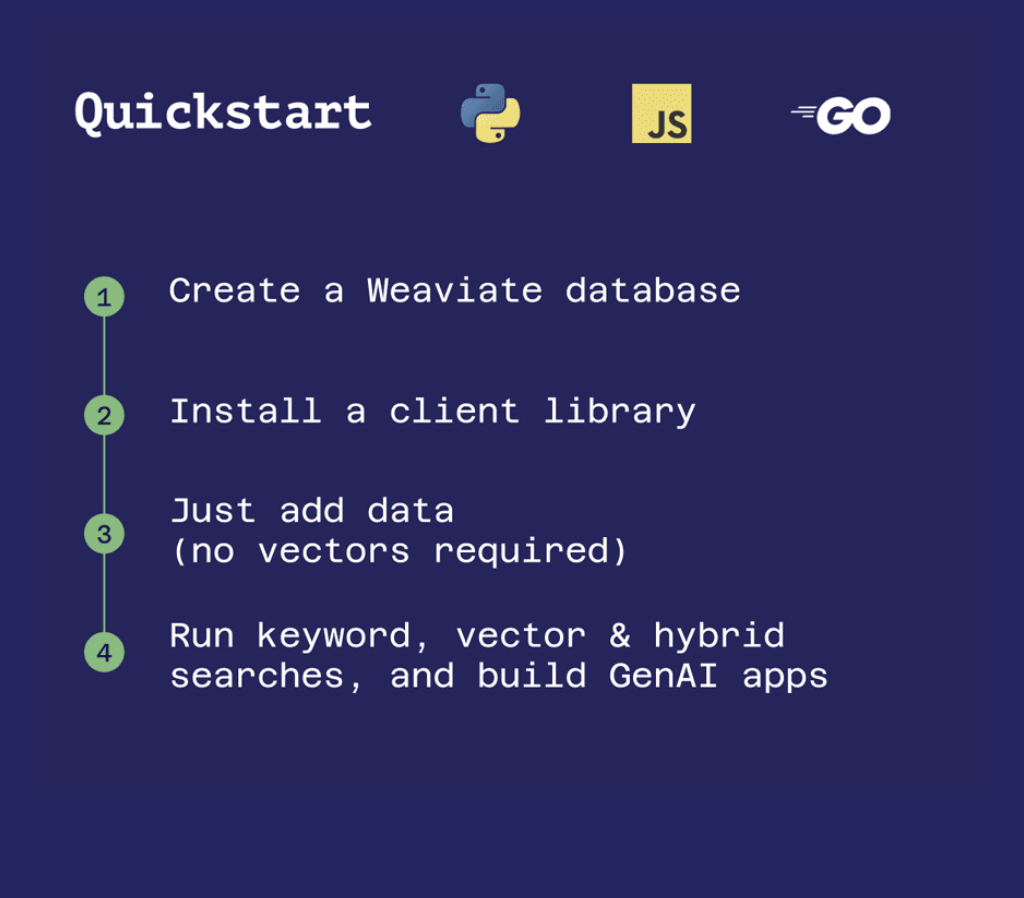 Quickstart
JS
GO
1
Create a Weaviate database
2
Install a client library
3
Just add data
(no vectors required)
4
Run keyword, vector & hybrid
searches, and build GenAI apps